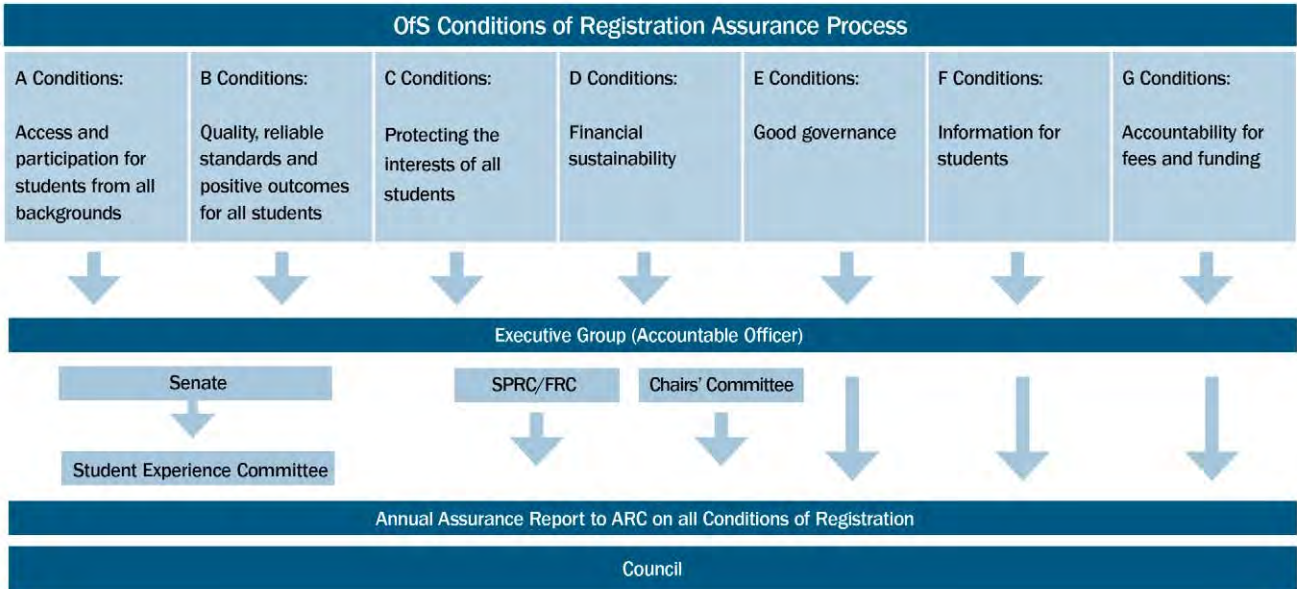 OfS Conditions of Registration Assurance Process
A Conditions:
Access and
participation for
students from all
backgrounds
B Conditions:
Quality, reliable
standards and
positive outcomes
for all students
C Conditions:
Protecting the
interests of all
students
D Conditions:
Financial
sustainability
E Conditions:
Good governance
F Conditions:
Information for
students
G Conditions:
Accountability for
fees and funding
Executive Group (Accountable Officer)
Senate
SPRC/FRC
Chairs’ Committee
Student Experience Committee
Annual Assurance Report to ARC on all Conditions of Registration
Council